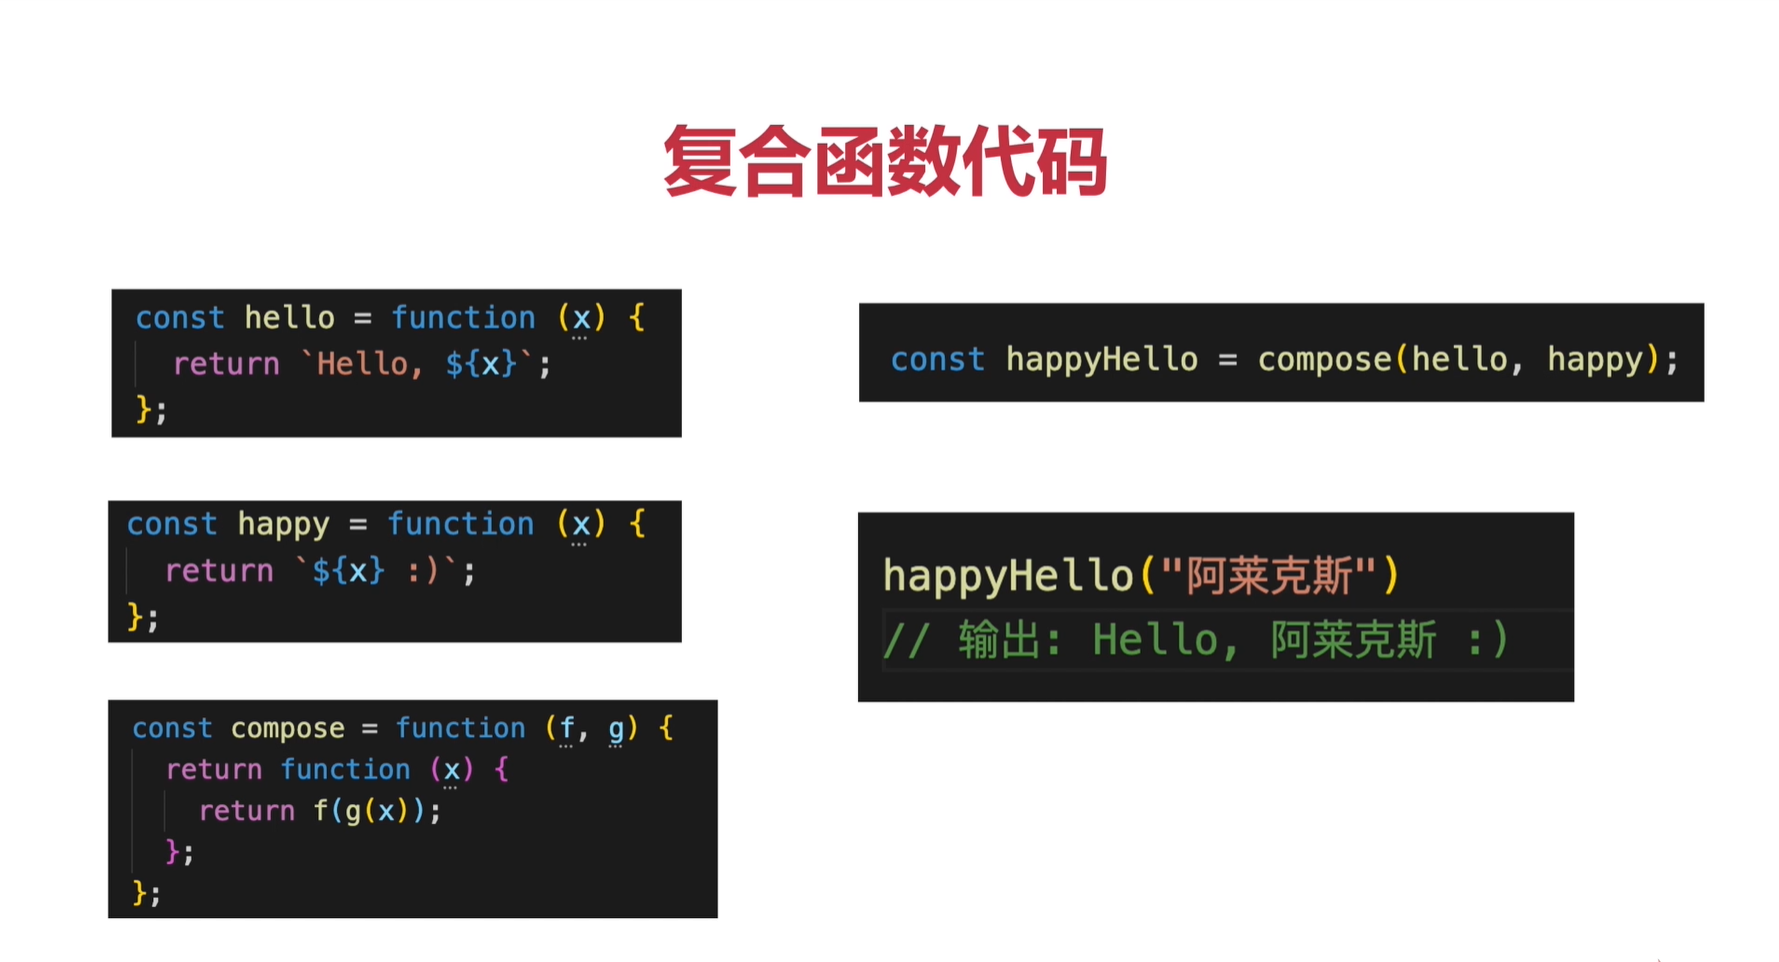 复合函数代码
const hello = function (x) {
  return `Hello, ${x}`;
};
const happy = function (x) {
  return `${x} :)`;
};
const compose = function (f, g) {
  return function (x) {
    return f(g(x));
  };
};
const happyHello = compose(hello, happy);
happyHello("阿莱克斯")
// 输出: Hello, 阿莱克斯 :)